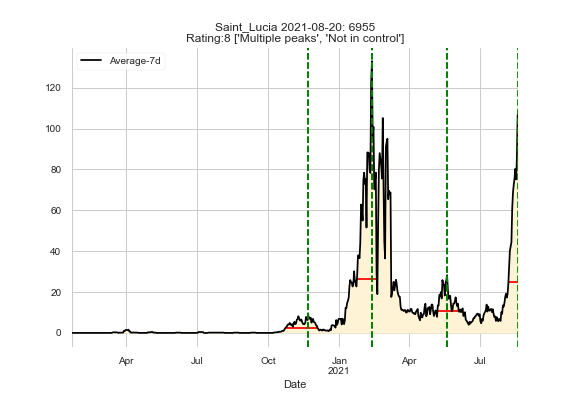 Saint_Lucia 2021-08-20: 6955
Rating:8 ['Multiple peaks', 'Not in control']
Average-7d
120
100
80
60
40
20
0
Apr Jul Oct Jan Apr Jul
2021
Date